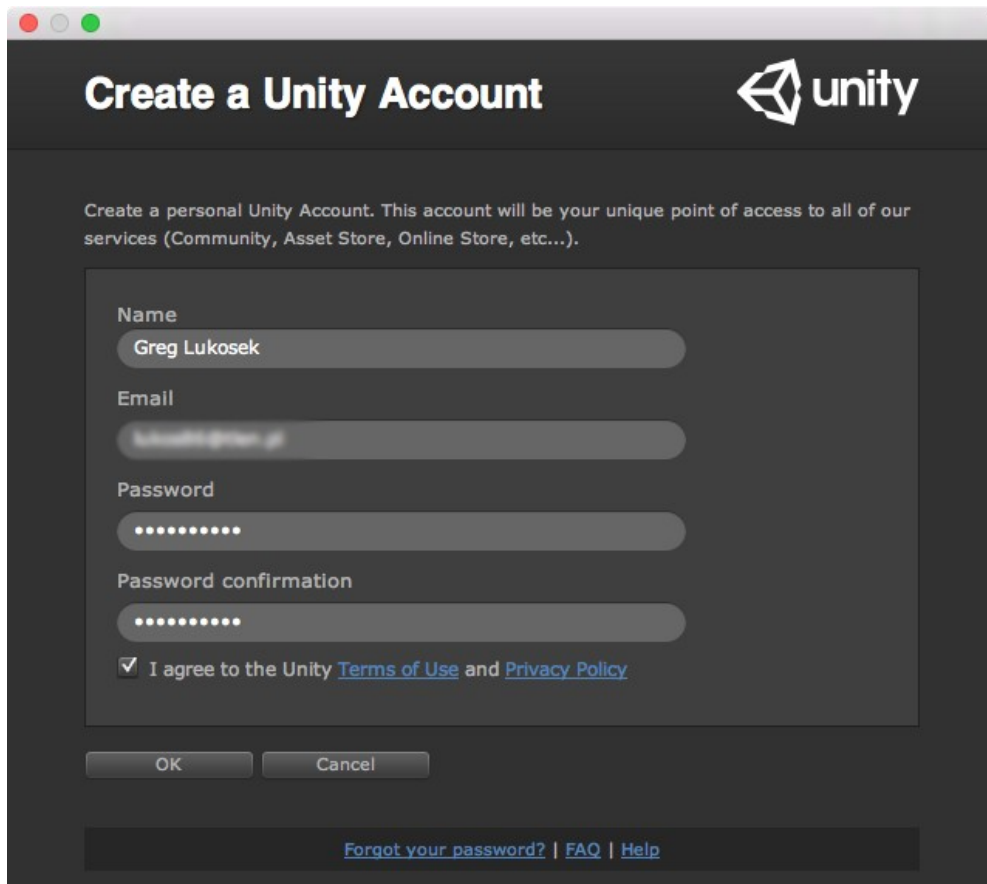 Create a Unity Account
unity
Create a personal Unity Account. This account will be your unique point of access to all of our
services (Community, Asset Store, Online Store, etc...).
Name
Greg Lukosek
Email
Password
••••••••••
Password confirmation
••••••••••
I agree to the Unity Terms of Use and Privacy Policy
OK Cancel
Forgot your password? | FAQ | Help